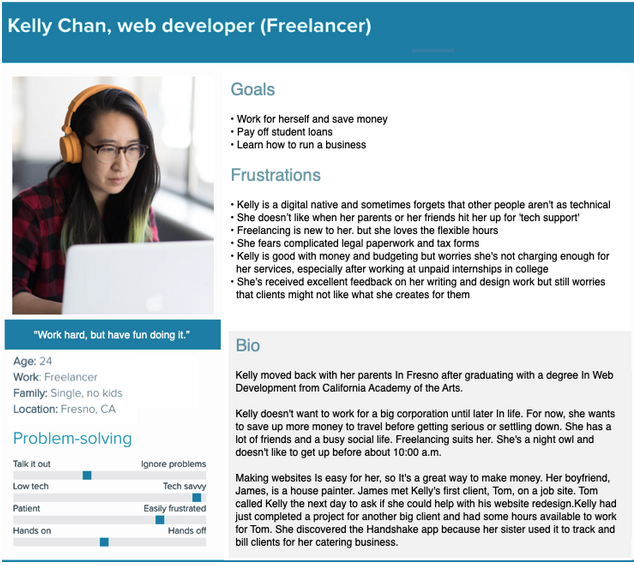 Kelly Chan, web developer (Freelancer)
Goals
• Work for herself and save money
• Pay off student loans
• Learn how to run a business
Frustrations
• Kelly is a digital native and sometimes forgets that other people aren't as technical
• She doesn't like when her parents or her friends hit her up for 'tech support'
• Freelancing is new to her. but she loves the flexible hours
• She fears complicated legal paperwork and tax forms
• Kelly is good with money and budgeting but worries she's not charging enough for
her services, especially after working at unpaid internships in college
• She's received excellent feedback on her writing and design work but still worries
that clients might not like what she creates for them
"Work hard, but have fun doing it."
Age: 24
Work: Freelancer
Family: Single, no kids
Location: Fresno, CA
Problem-solving
Talk it out Ignore problems
Low tech Tech savvy
Patient Easily frustrated
Hands on Hands off
Bio
Kelly moved back with her parents In Fresno after graduating with a degree In Web
Development from California Academy of the Arts.
Kelly doesn't want to work for a big corporation until later In life. For now, she wants
to save up more money to travel before getting serious or settling down. She has a
lot of friends and a busy social life. Freelancing suits her. She's a night owl and
doesn't like to get up before about 10:00 a.m.
Making websites Is easy for her, so It's a great way to make money. Her boyfriend,
James, is a house painter. James met Kelly's first client, Tom, on a job site. Tom
called Kelly the next day to ask if she could help with his website redesign.Kelly had
just completed a project for another big client and had some hours available to work
for Tom. She discovered the Handshake app because her sister used it to track and
bill clients for her catering business.